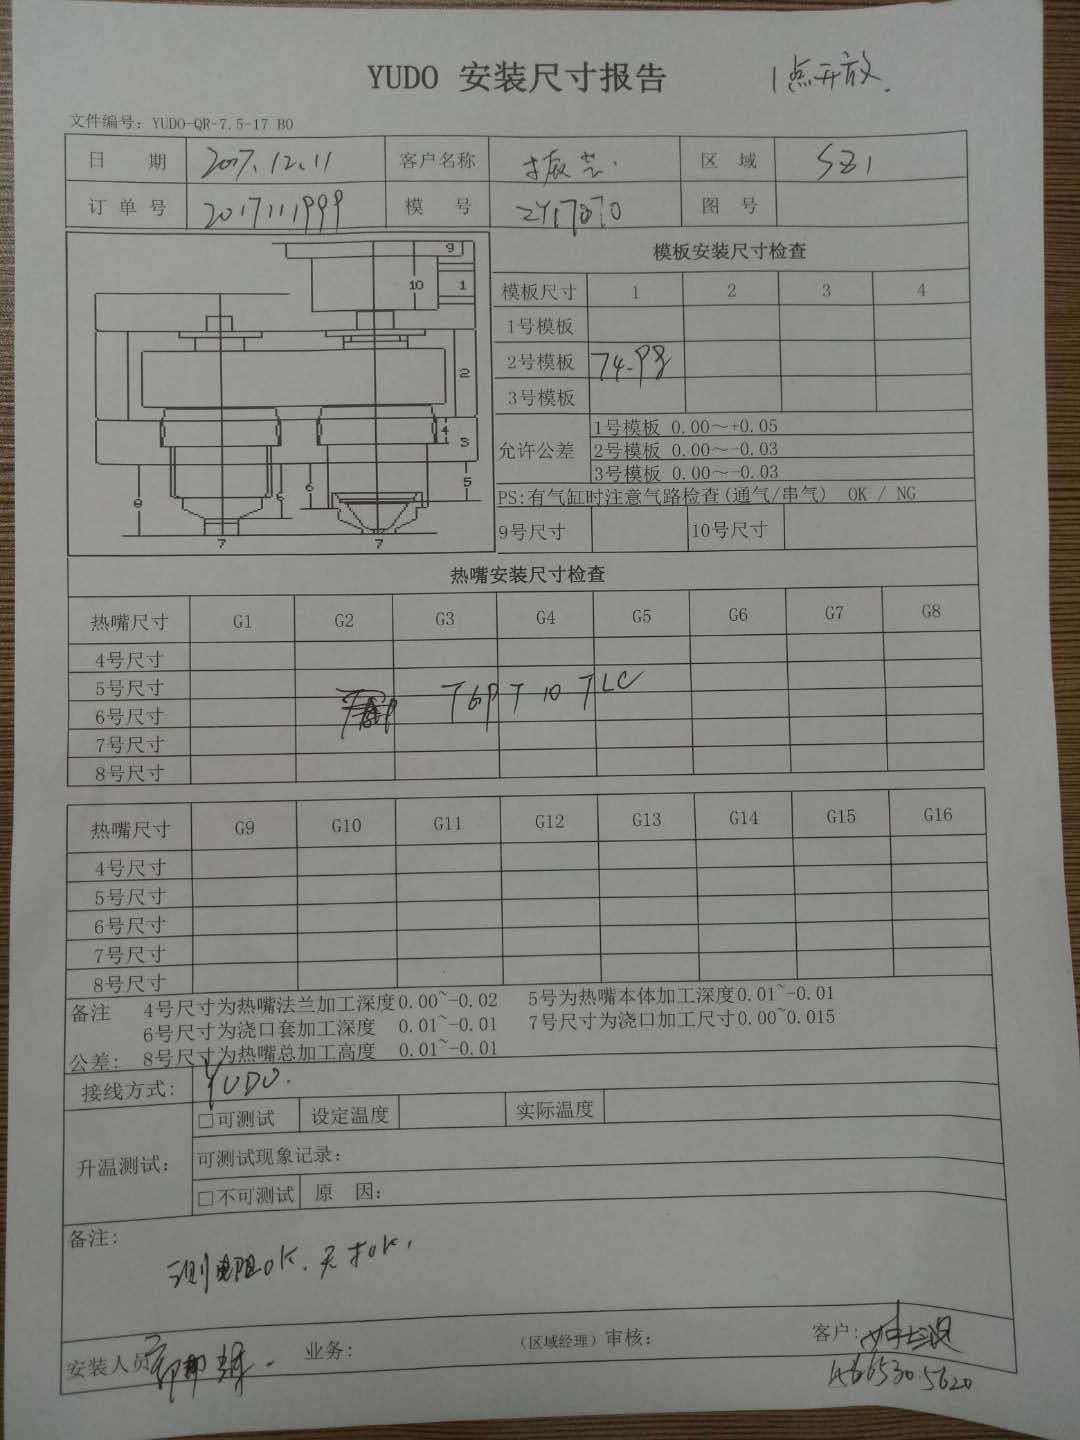 YUDO 安装尺寸报告 1点开放.
文件编号: YUDO-QR-7.5-17 B0
日 期 2017.12.11 客户名称 振芸. 区 域 SZ1
订 单 号 2017111999 模 号 ZY17070 图 号
9
10 1
2
4 3
5
8 6 6
7 7
模板安装尺寸检查
模板尺寸 1 2 3 4
1号模板
2号模板 74.98
3号模板
允许公差 1号模板 0.00～+0.05
2号模板 0.00～-0.03
3号模板 0.00～-0.03
PS:有气缸时注意气路检查(通气/串气) OK / NG
9号尺寸 10号尺寸
热嘴安装尺寸检查
热嘴尺寸 G1 G2 G3 G4 G5 G6 G7 G8
4号尺寸
5号尺寸
6号尺寸 TGP T 10 TLC
7号尺寸
8号尺寸
热嘴尺寸 G9 G10 G11 G12 G13 G14 G15 G16
4号尺寸
5号尺寸
6号尺寸
7号尺寸
8号尺寸
备注 4号尺寸为热嘴法兰加工深度0.00~-0.02 5号为热嘴本体加工深度0.01~-0.01
6号尺寸为浇口套加工深度 0.01~-0.01 7号尺寸为浇口加工尺寸0.00~0.015
公差: 8号尺寸为热嘴总加工高度 0.01~-0.01
接线方式: YUDO.
升温测试: □可测试 设定温度 实际温度
可测试现象记录:
□不可测试 原 因:
备注:
测电阻OK.
安装人员 业务: (区域经理)审核: 客户: